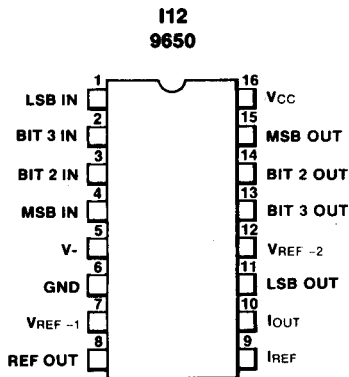 I12
9650
1 16
LSB IN VCC
2 15
BIT 3 IN MSB OUT
3 14
BIT 2 IN BIT 2 OUT
4 13
MSB IN BIT 3 OUT
5 12
V- VREF -2
6 11
GND LSB OUT
7 10
VREF -1 IOUT
8 9
REF OUT IREF